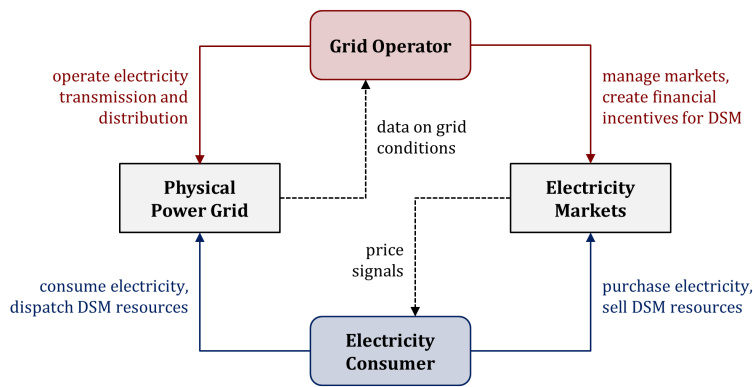 Grid Operator
operate electricity
transmission and
distribution
manage markets,
create financial
incentives for DSM
data on grid
conditions
Physical
Power Grid
Electricity
Markets
price
signals
consume electricity,
dispatch DSM resources
purchase electricity,
sell DSM resources
Electricity
Consumer